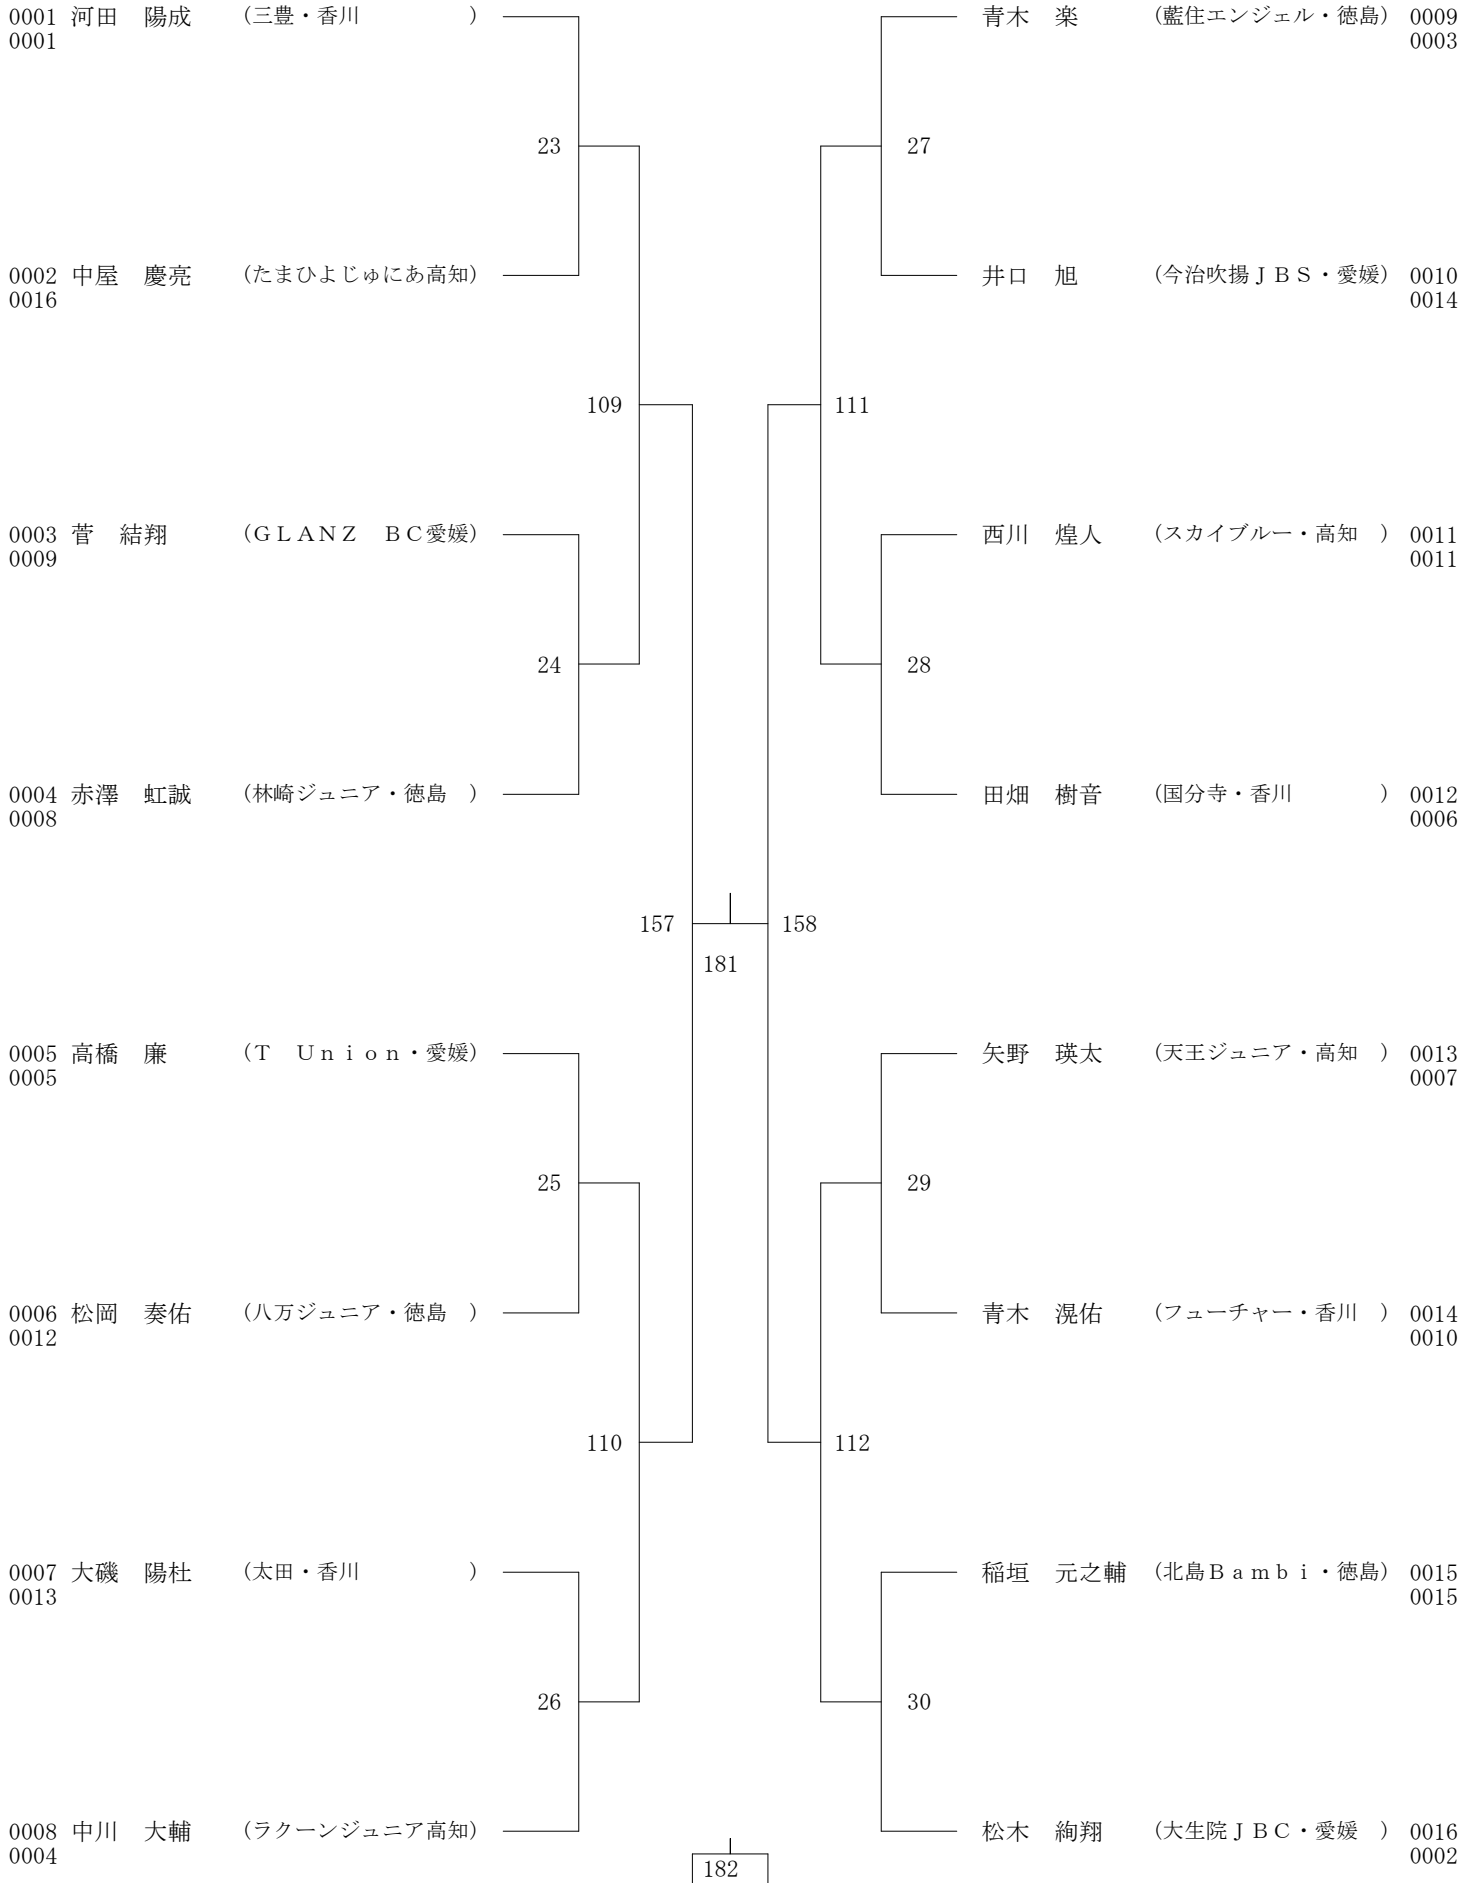 0001 河田　陽成　（三豊・香川　　　　　）
0001
23
0002 中屋　慶亮　（たまひよじゅにあ高知）
0016
109
0003 菅　結翔　（ＧＬＡＮＺ　ＢＣ愛媛）
0009
24
0004 赤澤　虹誠　（林崎ジュニア・徳島　）
0008
157
181
0005 高橋　廉　（Ｔ　Ｕｎｉｏｎ・愛媛）
0005
25
0006 松岡　奏佑　（八万ジュニア・徳島　）
0012
110
0007 大磯　陽杜　（太田・香川　　　　　）
0013
26
0008 中川　大輔　（ラクーンジュニア高知）
0004
182
青木　楽　（藍住エンジェル・徳島） 0009
0003
27
井口　旭　（今治吹揚ＪＢＳ・愛媛） 0010
0014
111
西川　煌人　（スカイブルー・高知　） 0011
0011
28
田畑　樹音　（国分寺・香川　　　　） 0012
0006
158
矢野　瑛太　（天王ジュニア・高知　） 0013
0007
29
青木　滉佑　（フューチャー・香川　） 0014
0010
112
稲垣　元之輔　（北島Ｂａｍｂｉ・徳島） 0015
0015
30
松木　絢翔　（大生院ＪＢＣ・愛媛　） 0016
0002